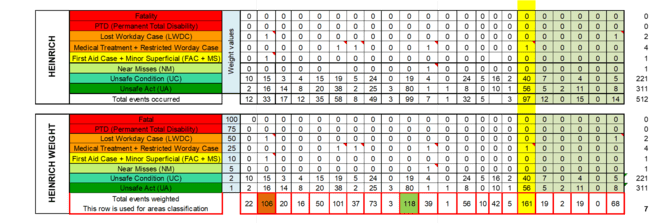 HEINRICH
Weight values
Fatality 0 0 0 0 0 0 0 0 0 0 0 0 0 0 0 0 0 0 0 0 0 0 0
PTD (Permanent Total Disability) 0 0 0 0 0 0 0 0 0 0 0 0 0 0 0 0 0 0 0 0 0 0 0
Lost Workday Case (LWDC) 0 1 0 0 0 0 0 0 0 0 0 0 0 0 0 0 0 0 0 0 0 1 2
Medical Treatment + Restricted Worday Case 0 0 0 0 0 1 1 0 0 0 1 0 0 0 0 0 1 0 0 0 0 0 4
First Aid Case + Minor Superficial (FAC + MS) 0 1 0 0 0 0 0 0 0 0 0 0 0 0 0 0 0 0 0 0 0 0 1
Near Misses (NM) 0 0 0 0 0 0 0 0 0 0 1 0 0 0 0 0 0 0 0 0 0 0 1
Unsafe Condition (UC) 10 15 3 4 15 19 5 24 0 19 4 0 24 5 16 2 40 7 0 4 0 5 221
Unsafe Act (UA) 2 16 14 8 20 38 2 25 3 80 1 1 8 0 10 1 56 5 2 11 0 8 311
Total events occurred 12 33 17 12 35 58 8 49 3 99 7 1 32 5 3 97 12 0 15 0 14 512
HEINRICH WEIGHT
Fatal 100 0 0 0 0 0 0 0 0 0 0 0 0 0 0 0 0 0 0 0 0 0 0 0
PTD (Permanent Total Disability) 75 0 0 0 0 0 0 0 0 0 0 0 0 0 0 0 0 0 0 0 0 0 0 0
Lost Workday Case (LWDC) 50 0 1 0 0 0 0 0 0 0 0 0 0 0 0 0 0 0 0 0 0 0 1 2
Medical Treatment + Restricted Worday Case 25 0 0 0 0 0 1 1 0 0 0 1 0 0 0 0 0 1 0 0 0 0 0 4
First Aid Case + Minor Superficial (FAC + MS) 10 0 1 0 0 0 0 0 0 0 0 0 0 0 0 0 0 0 0 0 0 0 0 1
Near Misses (NM) 5 0 0 0 0 0 0 0 0 0 0 1 0 0 0 0 0 0 0 0 0 0 0 1
Unsafe Condition (UC) 2 10 15 3 4 15 19 5 24 0 19 4 0 24 5 16 2 40 7 0 4 0 5 221
Unsafe Act (UA) 1 2 16 14 8 20 38 2 25 3 80 1 1 8 0 10 1 56 5 2 11 0 8 311
Total events weighted
This row is used for areas classification
22 106 20 16 50 101 37 73 3 118 39 1 56 10 42 5 161 19 2 19 0 68 7